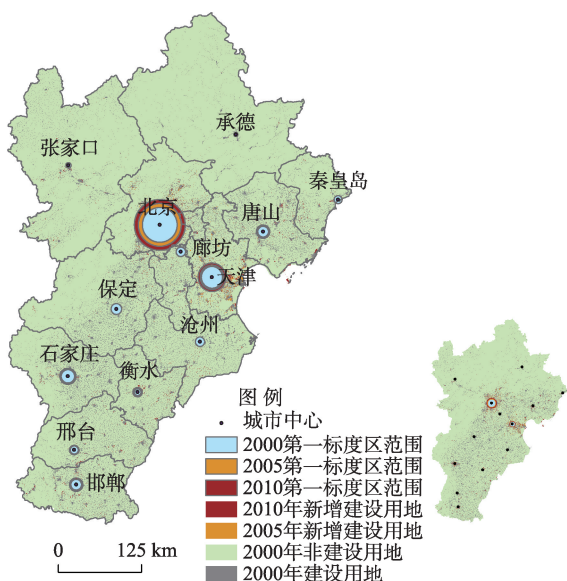 承德
张家口
秦皇岛
北京
唐山
廊坊
天津
保定
沧州
石家庄
衡水
邢台
邯郸
图例
城市中心
2000第一标度区范围
2005第一标度区范围
2010第一标度区范围
2010年新增建设用地
2005年新增建设用地
2000年非建设用地
2000年建设用地
0 125 km